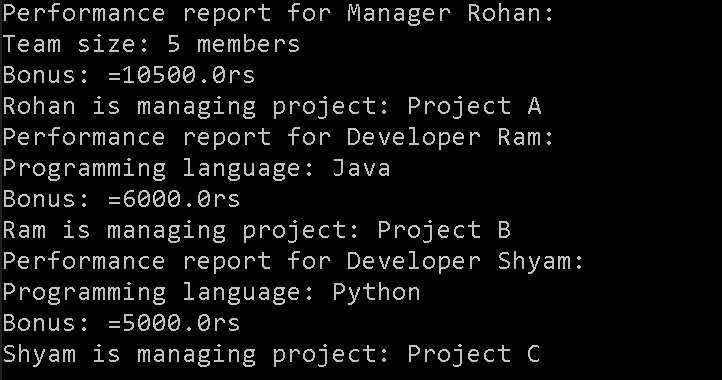 Performance report for Manager Rohan:
Team size: 5 members
Bonus: =10500.0rs
Rohan is managing project: Project A
Performance report for Developer Ram:
Programming language: Java
Bonus: =6000.0rs
Ram is managing project: Project B
Performance report for Developer Shyam:
Programming language: Python
Bonus: =5000.0rs
Shyam is managing project: Project C